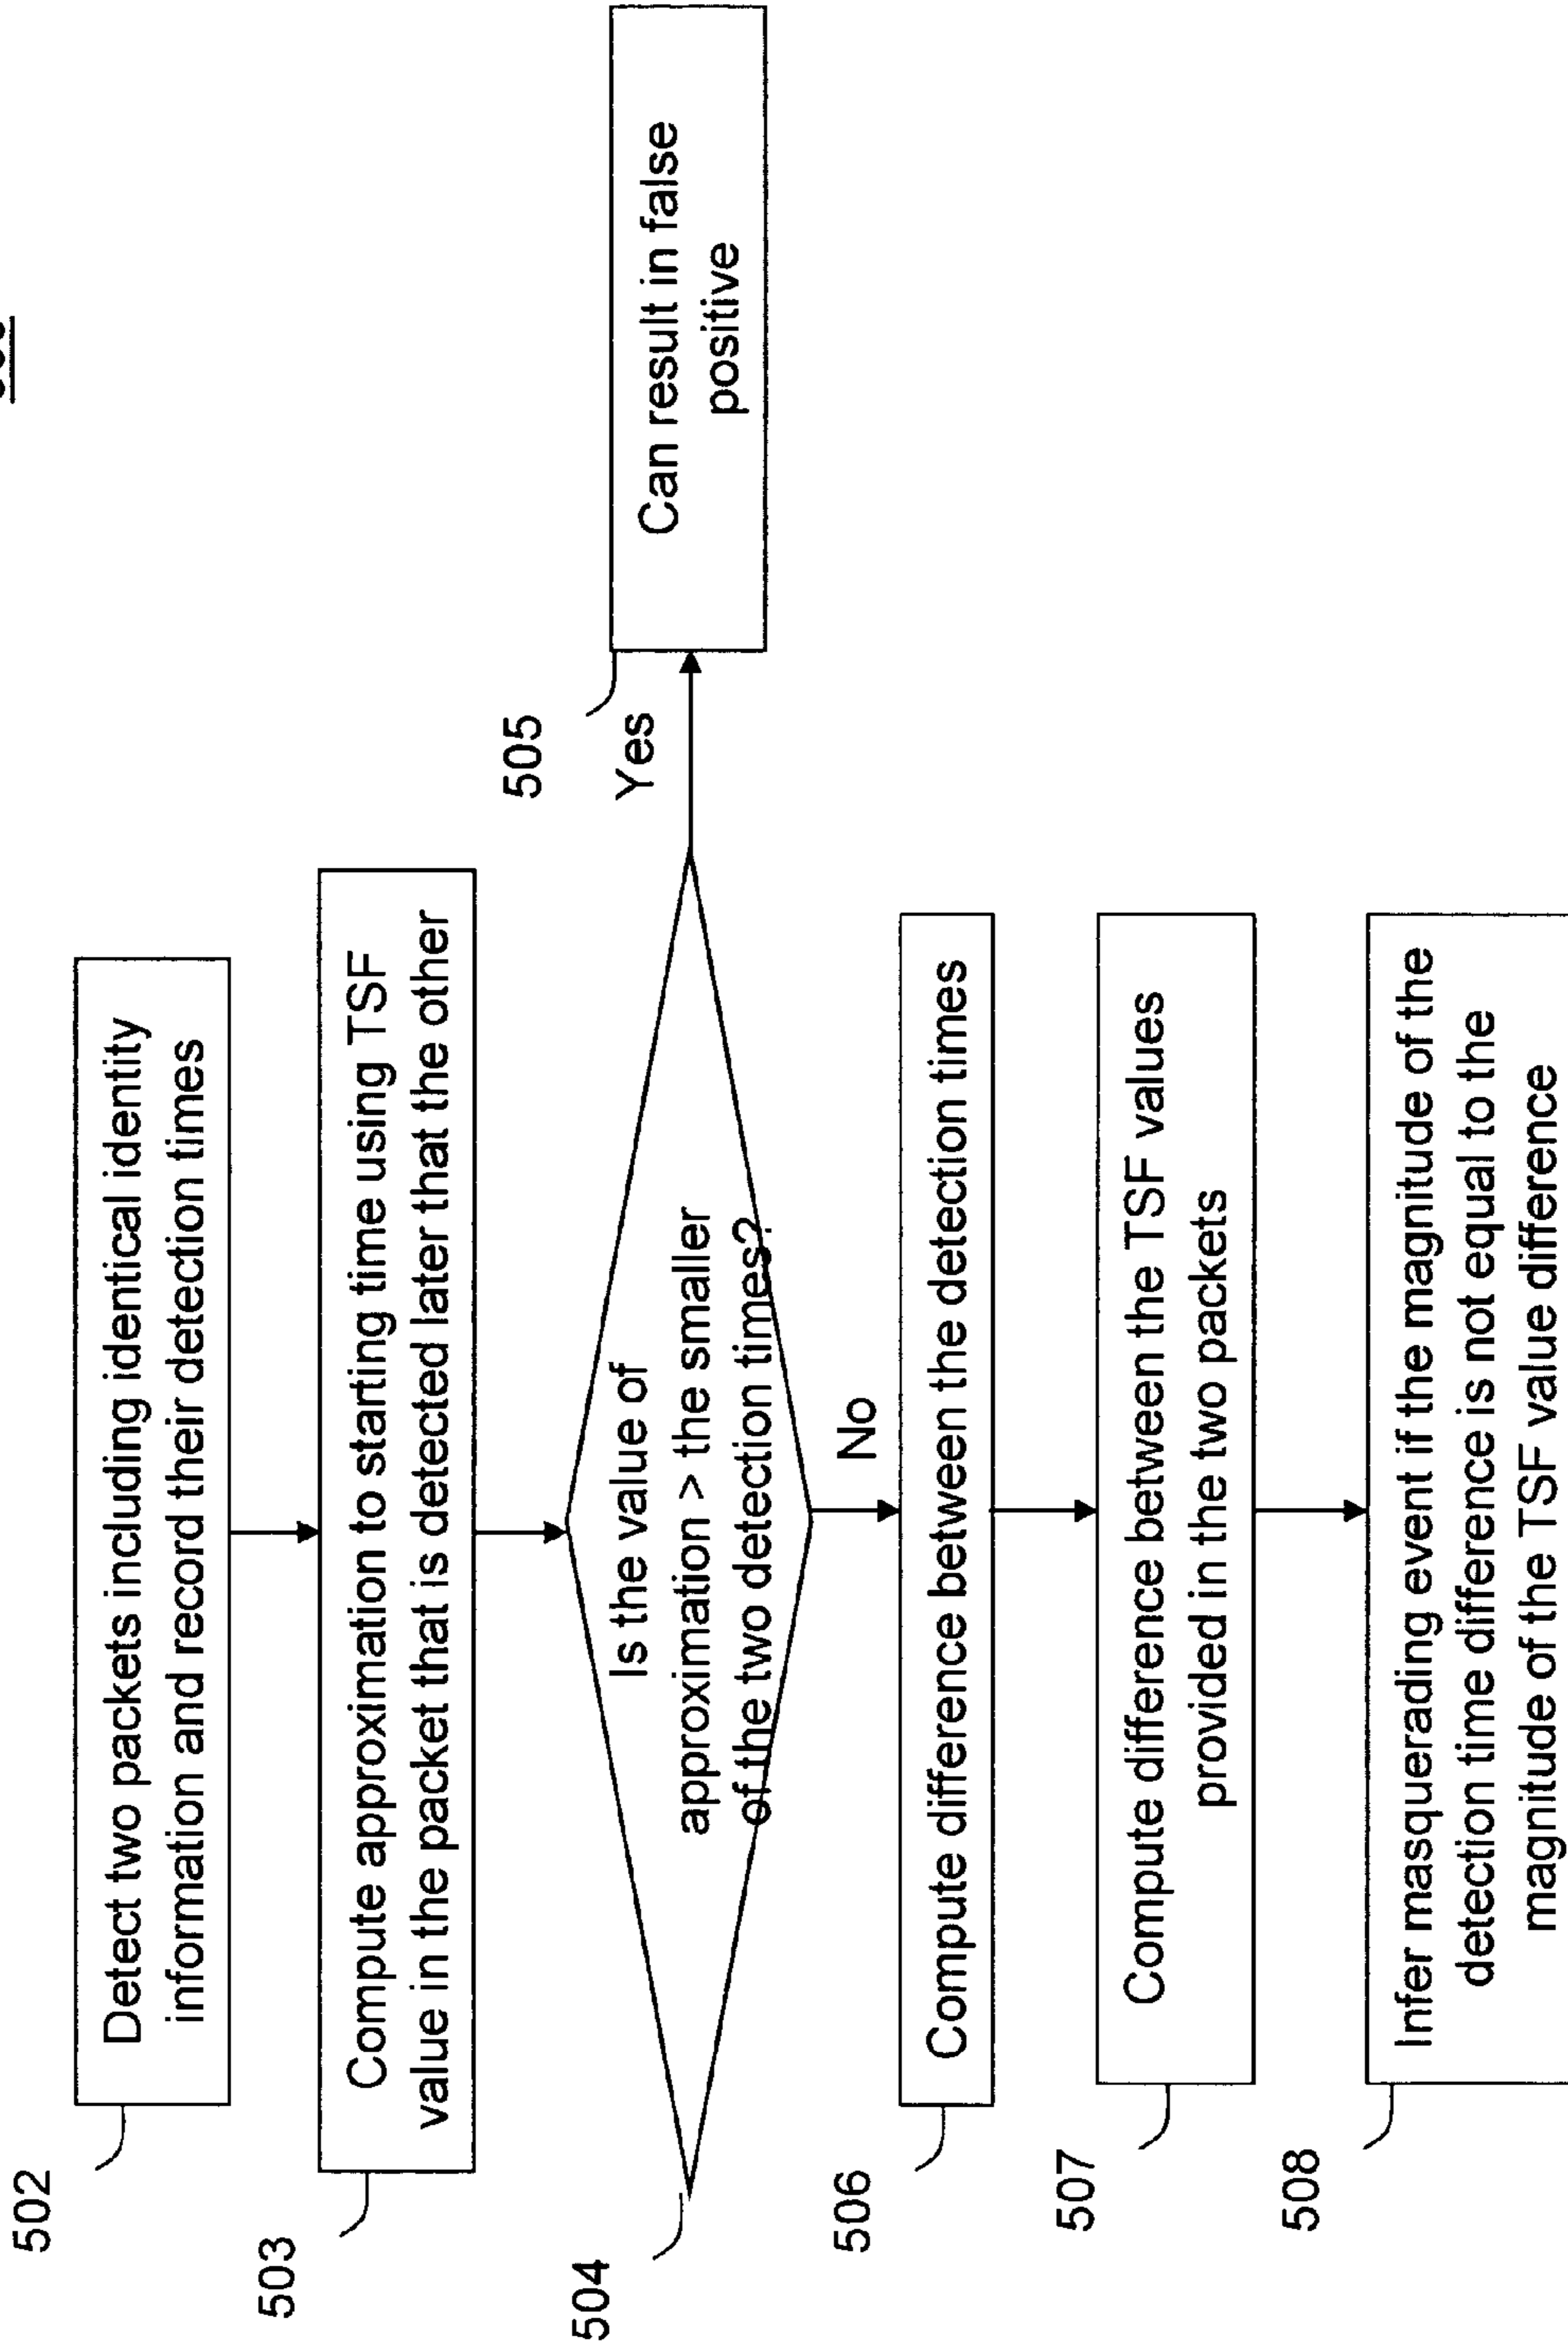 502
Detect two packets including identical identity
information and record their detection times
503
Compute approximation to starting time using TSF
value in the packet that is detected later that the other
504
Is the value of
approximation > the smaller
of the two detection times?
Yes
505
Can result in false
positive
No
506
Compute difference between the detection times
507
Compute difference between the TSF values
provided in the two packets
508
Infer masquerading event if the magnitude of the
detection time difference is not equal to the
magnitude of the TSF value difference